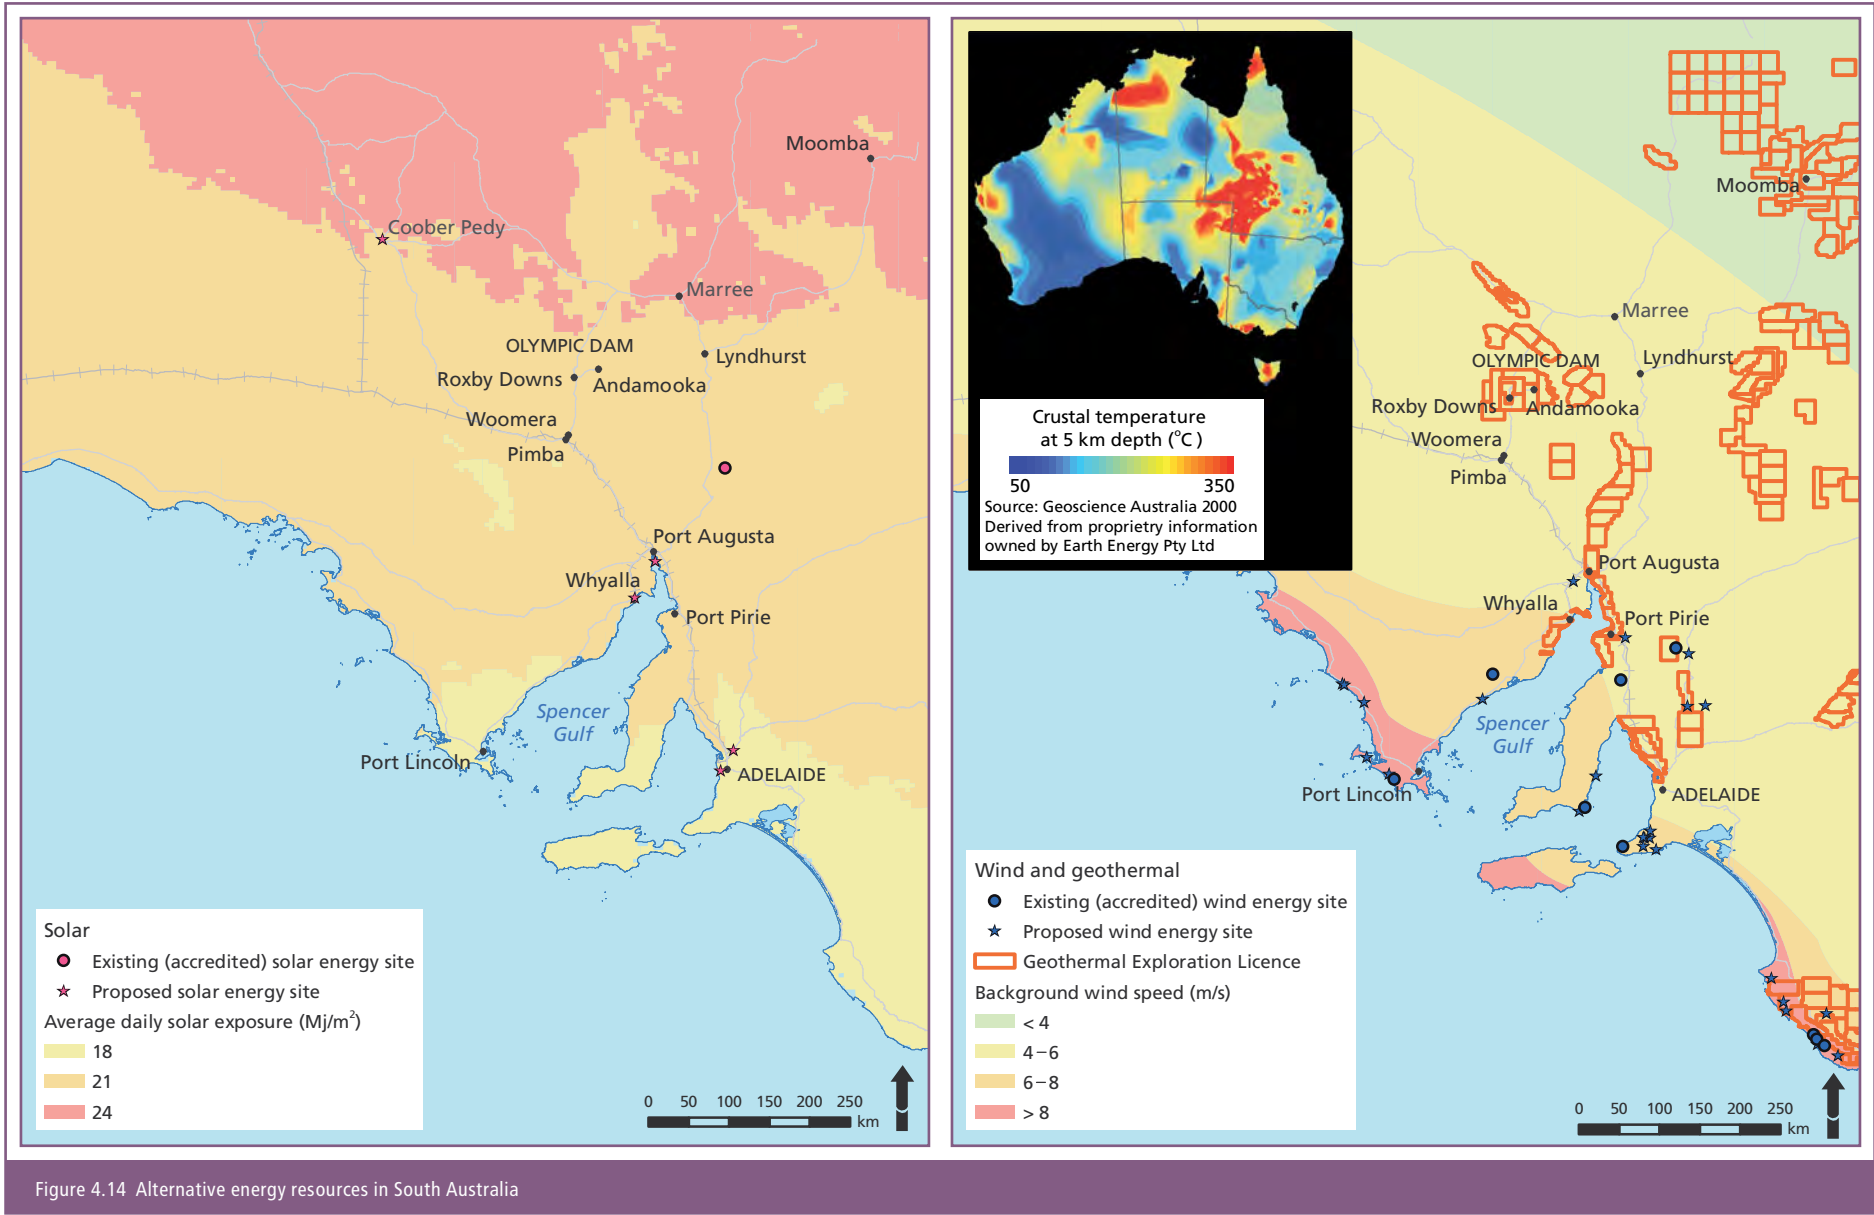 Moomba
Coober Pedy
Marree
OLYMPIC DAM
Lyndhurst
Roxby Downs
Andamooka
Woomera
Pimba
Port Augusta
Whyalla
Port Pirie
Spencer
Gulf
Port Lincoln
ADELAIDE
Solar
Existing (accredited) solar energy site
Proposed solar energy site
Average daily solar exposure (Mj/m²)
18
21
24
0 50 100 150 200 250
km
Crustal temperature
at 5 km depth (°C)
50 350
Source: Geoscience Australia 2000
Derived from proprietry information
owned by Earth Energy Pty Ltd
Moomba
Marree
OLYMPIC DAM
Lyndhurst
Roxby Downs
Andamooka
Woomera
Pimba
Port Augusta
Whyalla
Port Pirie
Spencer
Gulf
Port Lincoln
ADELAIDE
Wind and geothermal
Existing (accredited) wind energy site
Proposed wind energy site
Geothermal Exploration Licence
Background wind speed (m/s)
< 4
4–6
6–8
> 8
0 50 100 150 200 250
km
Figure 4.14 Alternative energy resources in South Australia